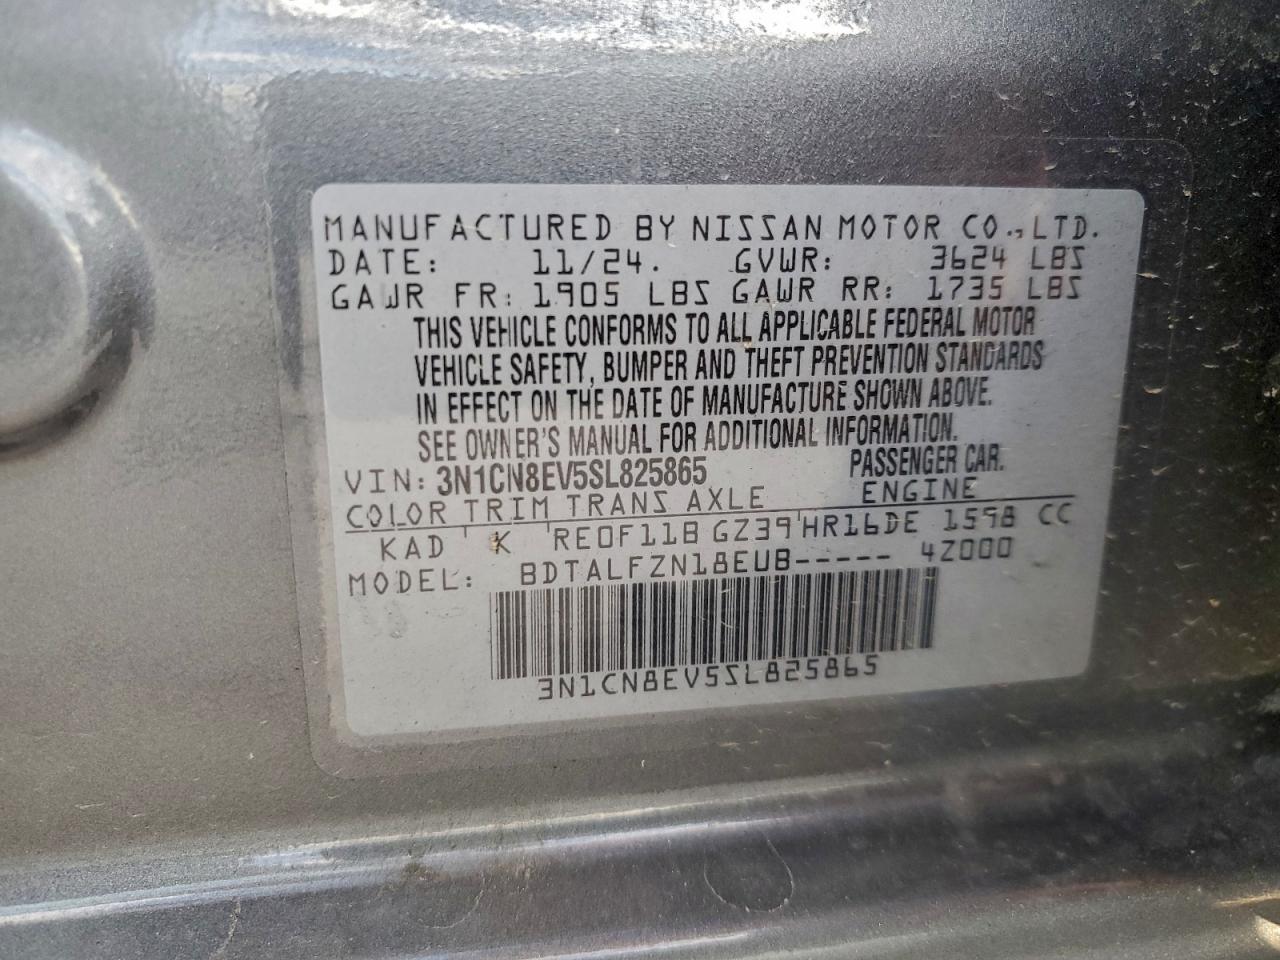 MANUFACTURED BY NISSAN MOTOR CO.,LTD.
DATE: 11/24. GVWR: 3624 LBS
GAWR FR: 1905 LBS GAWR RR: 1735 LBS
THIS VEHICLE CONFORMS TO ALL APPLICABLE FEDERAL MOTOR
VEHICLE SAFETY, BUMPER AND THEFT PREVENTION STANDARDS
IN EFFECT ON THE DATE OF MANUFACTURE SHOWN ABOVE.
SEE OWNER'S MANUAL FOR ADDITIONAL INFORMATION.
VIN: 3N1CN8EV5SL825865 PASSENGER CAR.
COLOR TRIM TRANS AXLE ENGINE
KAD K RE0F11B GZ39 HR16DE 1598 CC
MODEL: BDTALFZN18EUB----- 4Z000
3N1CN8EV5SL825865